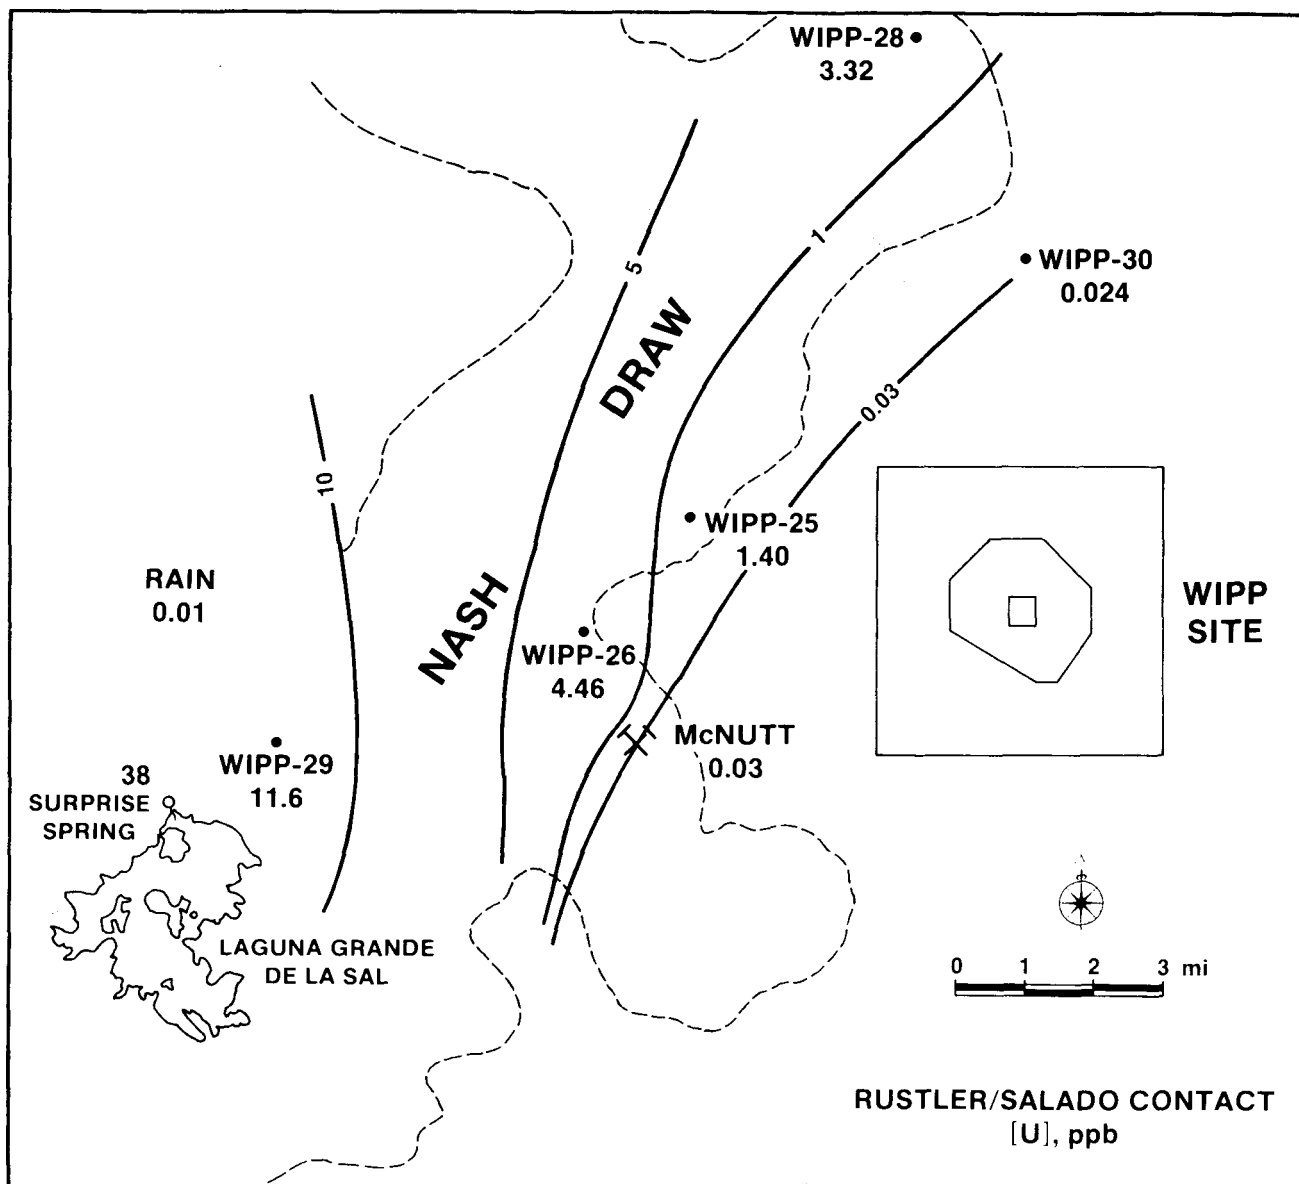 WIPP-28
3.32
5
1
WIPP-30
0.024
DRAW
0.03
10
WIPP-25
1.40
RAIN
0.01
NASH
WIPP
SITE
WIPP-26
4.46
McNUTT
0.03
WIPP-29
11.6
38
SURPRISE
SPRING
LAGUNA GRANDE
DE LA SAL
0 1 2 3 mi
RUSTLER/SALADO CONTACT
[U], ppb